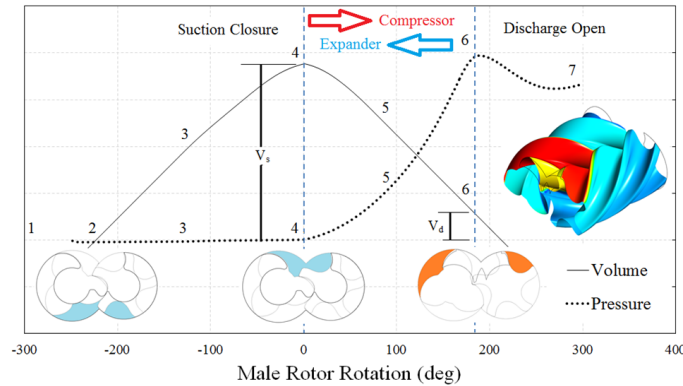 Suction Closure
Compressor
Discharge Open
Expander
4
6
7
3
5
Vs
5
6
1
2
3
4
Vd
Volume
Pressure
-300
-200
-100
0
100
200
300
400
Male Rotor Rotation (deg)